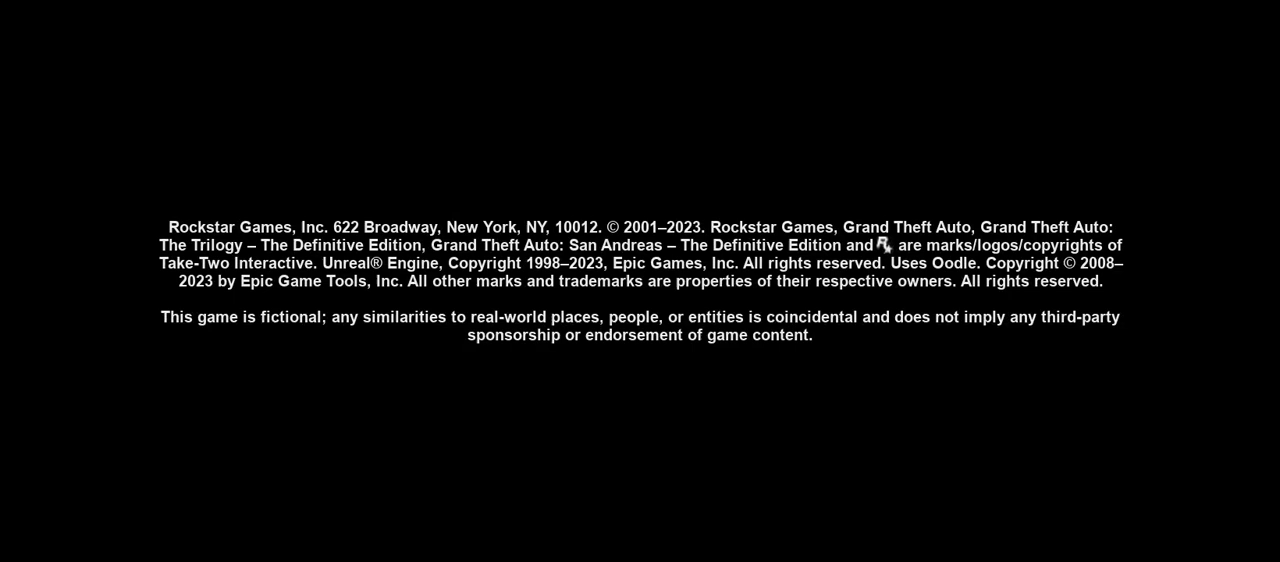 Rockstar Games, Inc. 622 Broadway, New York, NY, 10012. © 2001–2023. Rockstar Games, Grand Theft Auto, Grand Theft Auto:
The Trilogy – The Definitive Edition, Grand Theft Auto: San Andreas – The Definitive Edition and R★ are marks/logos/copyrights of
Take-Two Interactive. Unreal® Engine, Copyright 1998–2023, Epic Games, Inc. All rights reserved. Uses Oodle. Copyright © 2008–
2023 by Epic Game Tools, Inc. All other marks and trademarks are properties of their respective owners. All rights reserved.
This game is fictional; any similarities to real-world places, people, or entities is coincidental and does not imply any third-party
sponsorship or endorsement of game content.